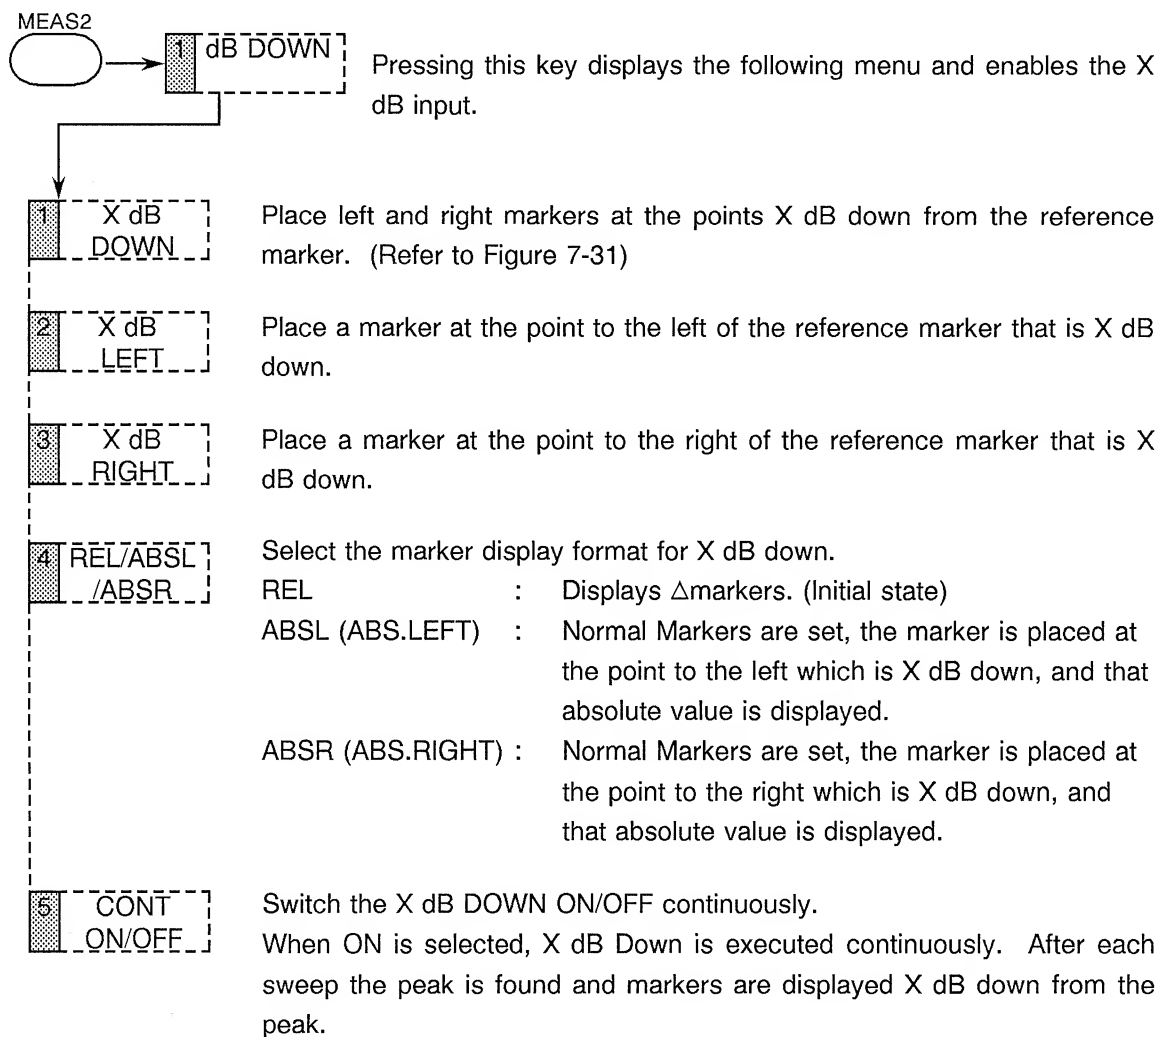 MEAS2
1 dB DOWN
Pressing this key displays the following menu and enables the X
dB input.
1 X dB
DOWN
Place left and right markers at the points X dB down from the reference
marker. (Refer to Figure 7-31)
2 X dB
LEFT
Place a marker at the point to the left of the reference marker that is X dB
down.
3 X dB
RIGHT
Place a marker at the point to the right of the reference marker that is X
dB down.
4 REL/ABSL
/ABSR
Select the marker display format for X dB down.
REL : Displays △markers. (Initial state)
ABSL (ABS.LEFT) : Normal Markers are set, the marker is placed at
the point to the left which is X dB down, and that
absolute value is displayed.
ABSR (ABS.RIGHT) : Normal Markers are set, the marker is placed at
the point to the right which is X dB down, and
that absolute value is displayed.
5 CONT
ON/OFF
Switch the X dB DOWN ON/OFF continuously.
When ON is selected, X dB Down is executed continuously. After each
sweep the peak is found and markers are displayed X dB down from the
peak.